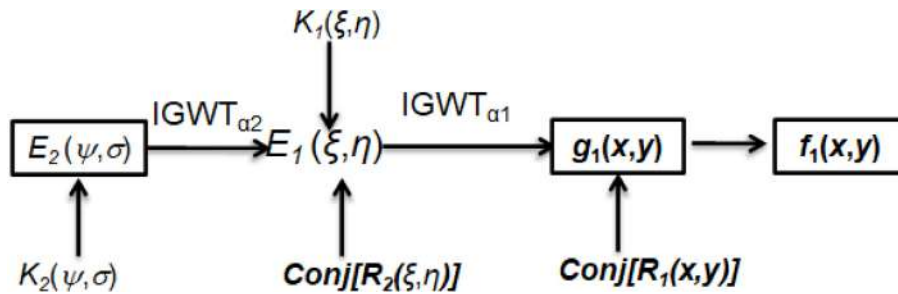 K₁(ξ,η)
IGWTα2
IGWTα1
E₂(ψ,σ)
E₁(ξ,η)
g₁(x,y)
f₁(x,y)
K₂(ψ,σ)
Conj[R₂(ξ,η)]
Conj[R₁(x,y)]